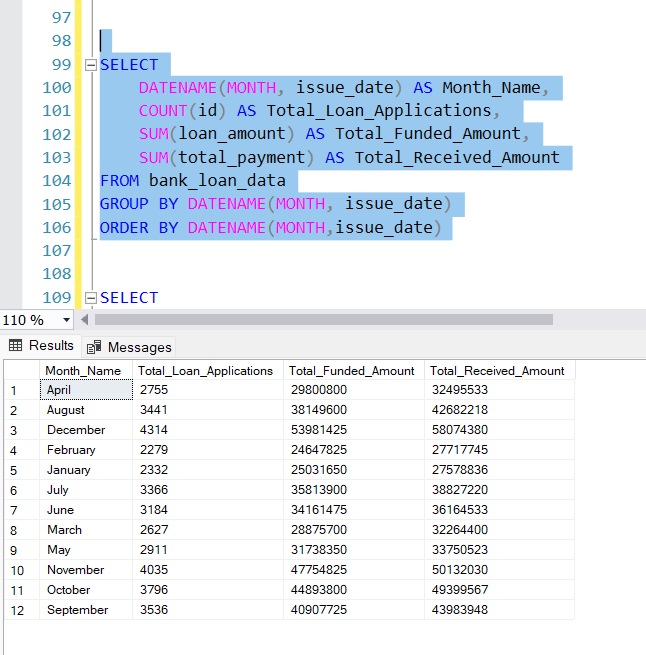 97
98
99 SELECT
100 DATENAME(MONTH, issue_date) AS Month_Name,
101 COUNT(id) AS Total_Loan_Applications,
102 SUM(loan_amount) AS Total_Funded_Amount,
103 SUM(total_payment) AS Total_Received_Amount
104 FROM bank_loan_data
105 GROUP BY DATENAME(MONTH, issue_date)
106 ORDER BY DATENAME(MONTH,issue_date)
107
108
109 SELECT
110 %
Results Messages
Month_Name Total_Loan_Applications Total_Funded_Amount Total_Received_Amount
1 April 2755 29800800 32495533
2 August 3441 38149600 42682218
3 December 4314 53981425 58074380
4 February 2279 24647825 27717745
5 January 2332 25031650 27578836
6 July 3366 35813900 38827220
7 June 3184 34161475 36164533
8 March 2627 28875700 32264400
9 May 2911 31738350 33750523
10 November 4035 47754825 50132030
11 October 3796 44893800 49399567
12 September 3536 40907725 43983948